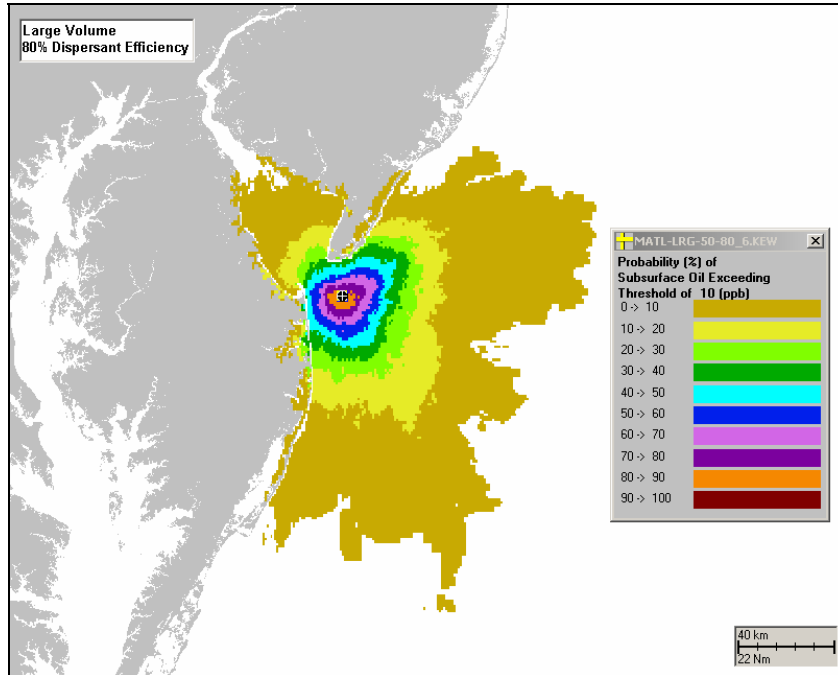 Large Volume
80% Dispersant Efficiency
MATL-LRG-50-80_6.KEW
Probability (%) of
Subsurface Oil Exceeding
Threshold of 10 (ppb)
0 -> 10
10 -> 20
20 -> 30
30 -> 40
40 -> 50
50 -> 60
60 -> 70
70 -> 80
80 -> 90
90 -> 100
40 km
22 Nm